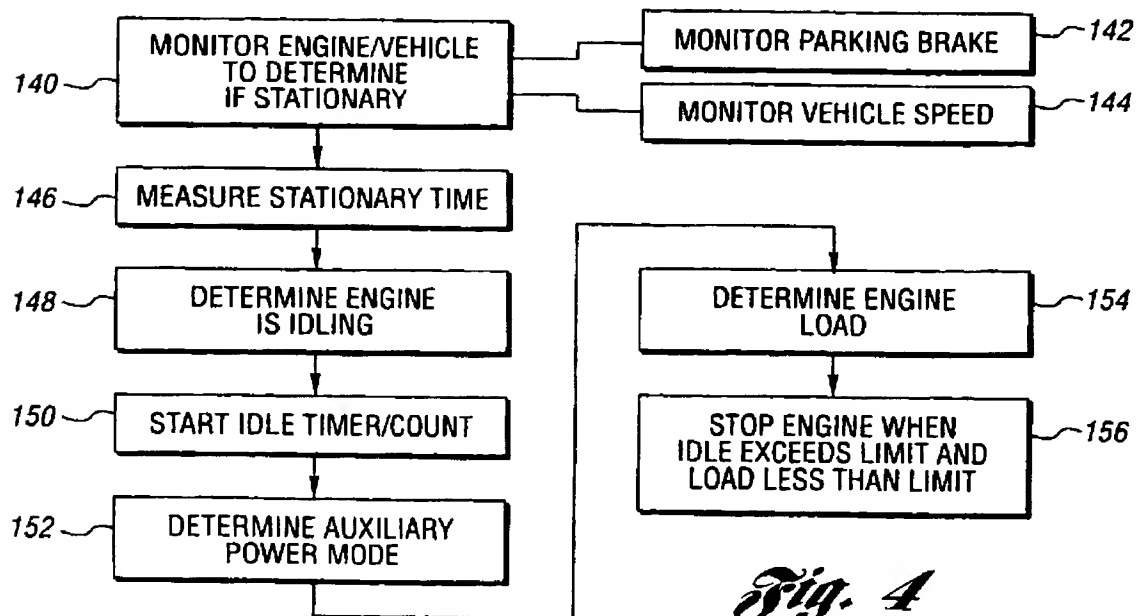 140
MONITOR ENGINE/VEHICLE
TO DETERMINE
IF STATIONARY
MONITOR PARKING BRAKE
142
MONITOR VEHICLE SPEED
144
146
MEASURE STATIONARY TIME
148
DETERMINE ENGINE
IS IDLING
150
START IDLE TIMER/COUNT
152
DETERMINE AUXILIARY
POWER MODE
DETERMINE ENGINE
LOAD
154
STOP ENGINE WHEN
IDLE EXCEEDS LIMIT AND
LOAD LESS THAN LIMIT
156
Fig. 4